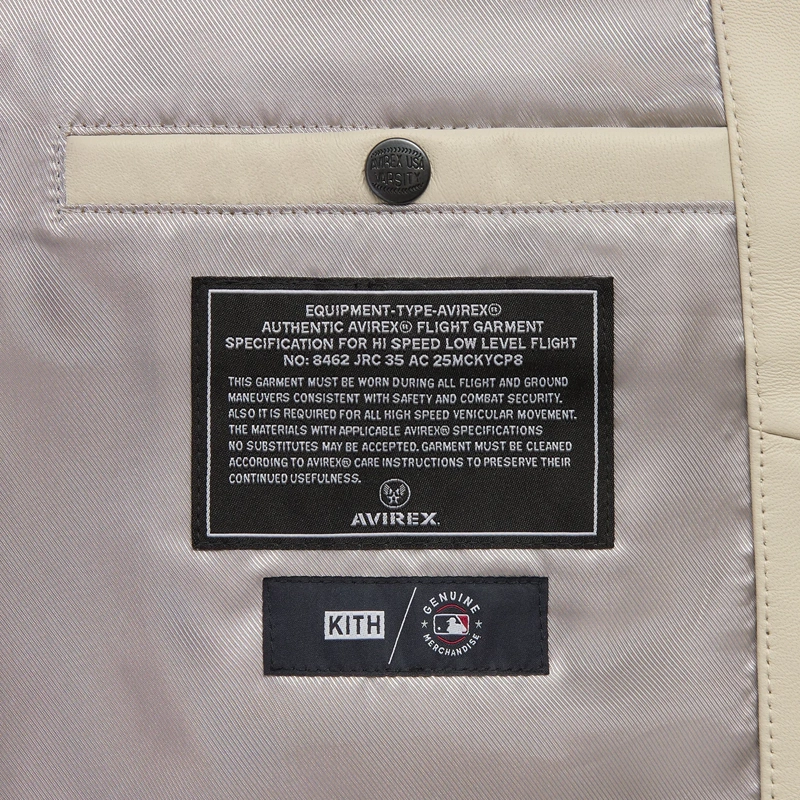 AVIREX USA
VARSITY
EQUIPMENT-TYPE-AVIREX®
AUTHENTIC AVIREX® FLIGHT GARMENT
SPECIFICATION FOR HI SPEED LOW LEVEL FLIGHT
NO: 8462 JRC 35 AC 25MCKYCP8
THIS GARMENT MUST BE WORN DURING ALL FLIGHT AND GROUND
MANEUVERS CONSISTENT WITH SAFETY AND COMBAT SECURITY.
ALSO IT IS REQUIRED FOR ALL HIGH SPEED VENICULAR MOVEMENT.
THE MATERIALS WITH APPLICABLE AVIREX® SPECIFICATIONS
NO SUBSTITUTES MAY BE ACCEPTED. GARMENT MUST BE CLEANED
ACCORDING TO AVIREX® CARE INSTRUCTIONS TO PRESERVE THEIR
CONTINUED USEFULNESS.
AVIREX.
KITH
GENUINE
MERCHANDISE